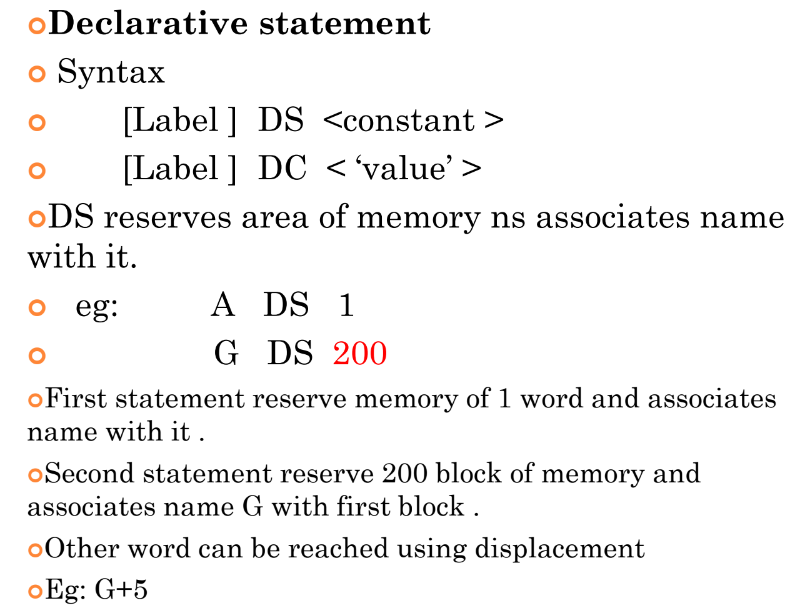 Declarative statement
Syntax
[Label ] DS <constant >
[Label ] DC < ‘value’ >
DS reserves area of memory ns associates name
with it.
eg: A DS 1
G DS 200
First statement reserve memory of 1 word and associates
name with it .
Second statement reserve 200 block of memory and
associates name G with first block .
Other word can be reached using displacement
Eg: G+5